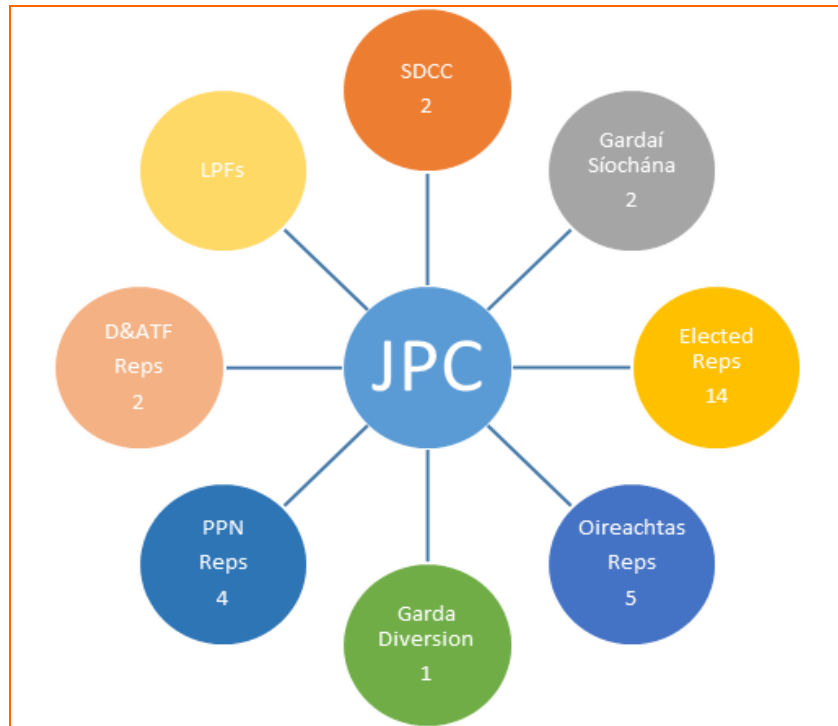 SDCC
2
Gardaí
Síochána
2
Elected
Reps
14
Oireachtas
Reps
5
Garda
Diversion
1
PPN
Reps
4
D&ATF
Reps
2
LPFs
JPC